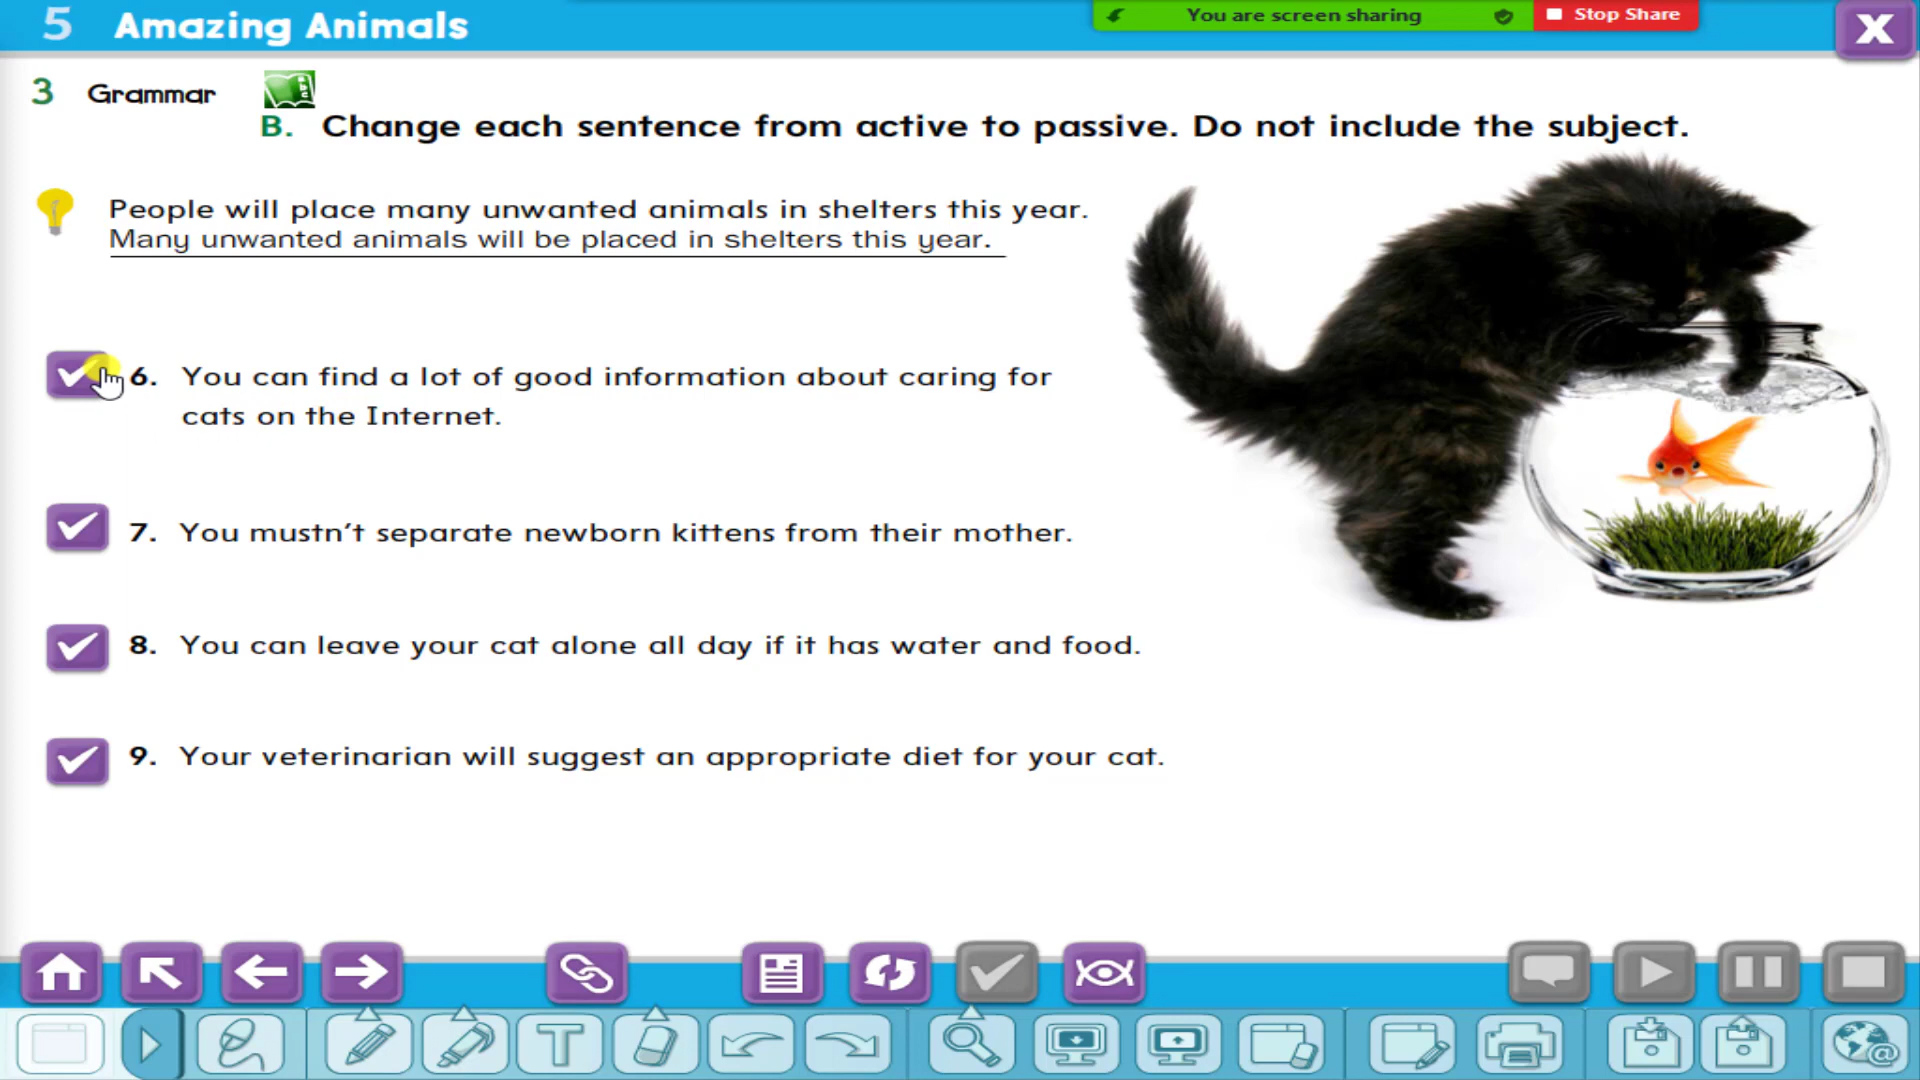 5 Amazing Animals
You are screen sharing
Stop Share
X
3 Grammar
B. Change each sentence from active to passive. Do not include the subject.
People will place many unwanted animals in shelters this year.
Many unwanted animals will be placed in shelters this year.
6. You can find a lot of good information about caring for
cats on the Internet.
7. You mustn't separate newborn kittens from their mother.
8. You can leave your cat alone all day if it has water and food.
9. Your veterinarian will suggest an appropriate diet for your cat.
T
@